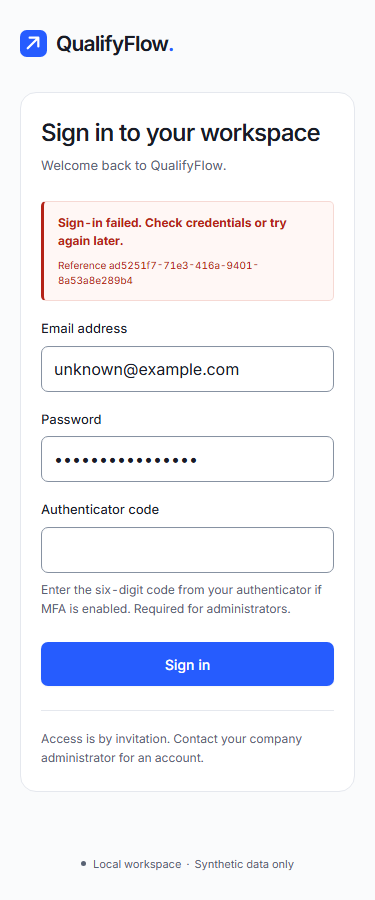 QualifyFlow.
Sign in to your workspace
Welcome back to QualifyFlow.
Sign-in failed. Check credentials or try
again later.
Reference ad5251f7-71e3-416a-9401-
8a53a8e289b4
Email address
unknown@example.com
Password
••••••••••••••••
Authenticator code
Enter the six-digit code from your authenticator if
MFA is enabled. Required for administrators.
Sign in
Access is by invitation. Contact your company
administrator for an account.
Local workspace · Synthetic data only